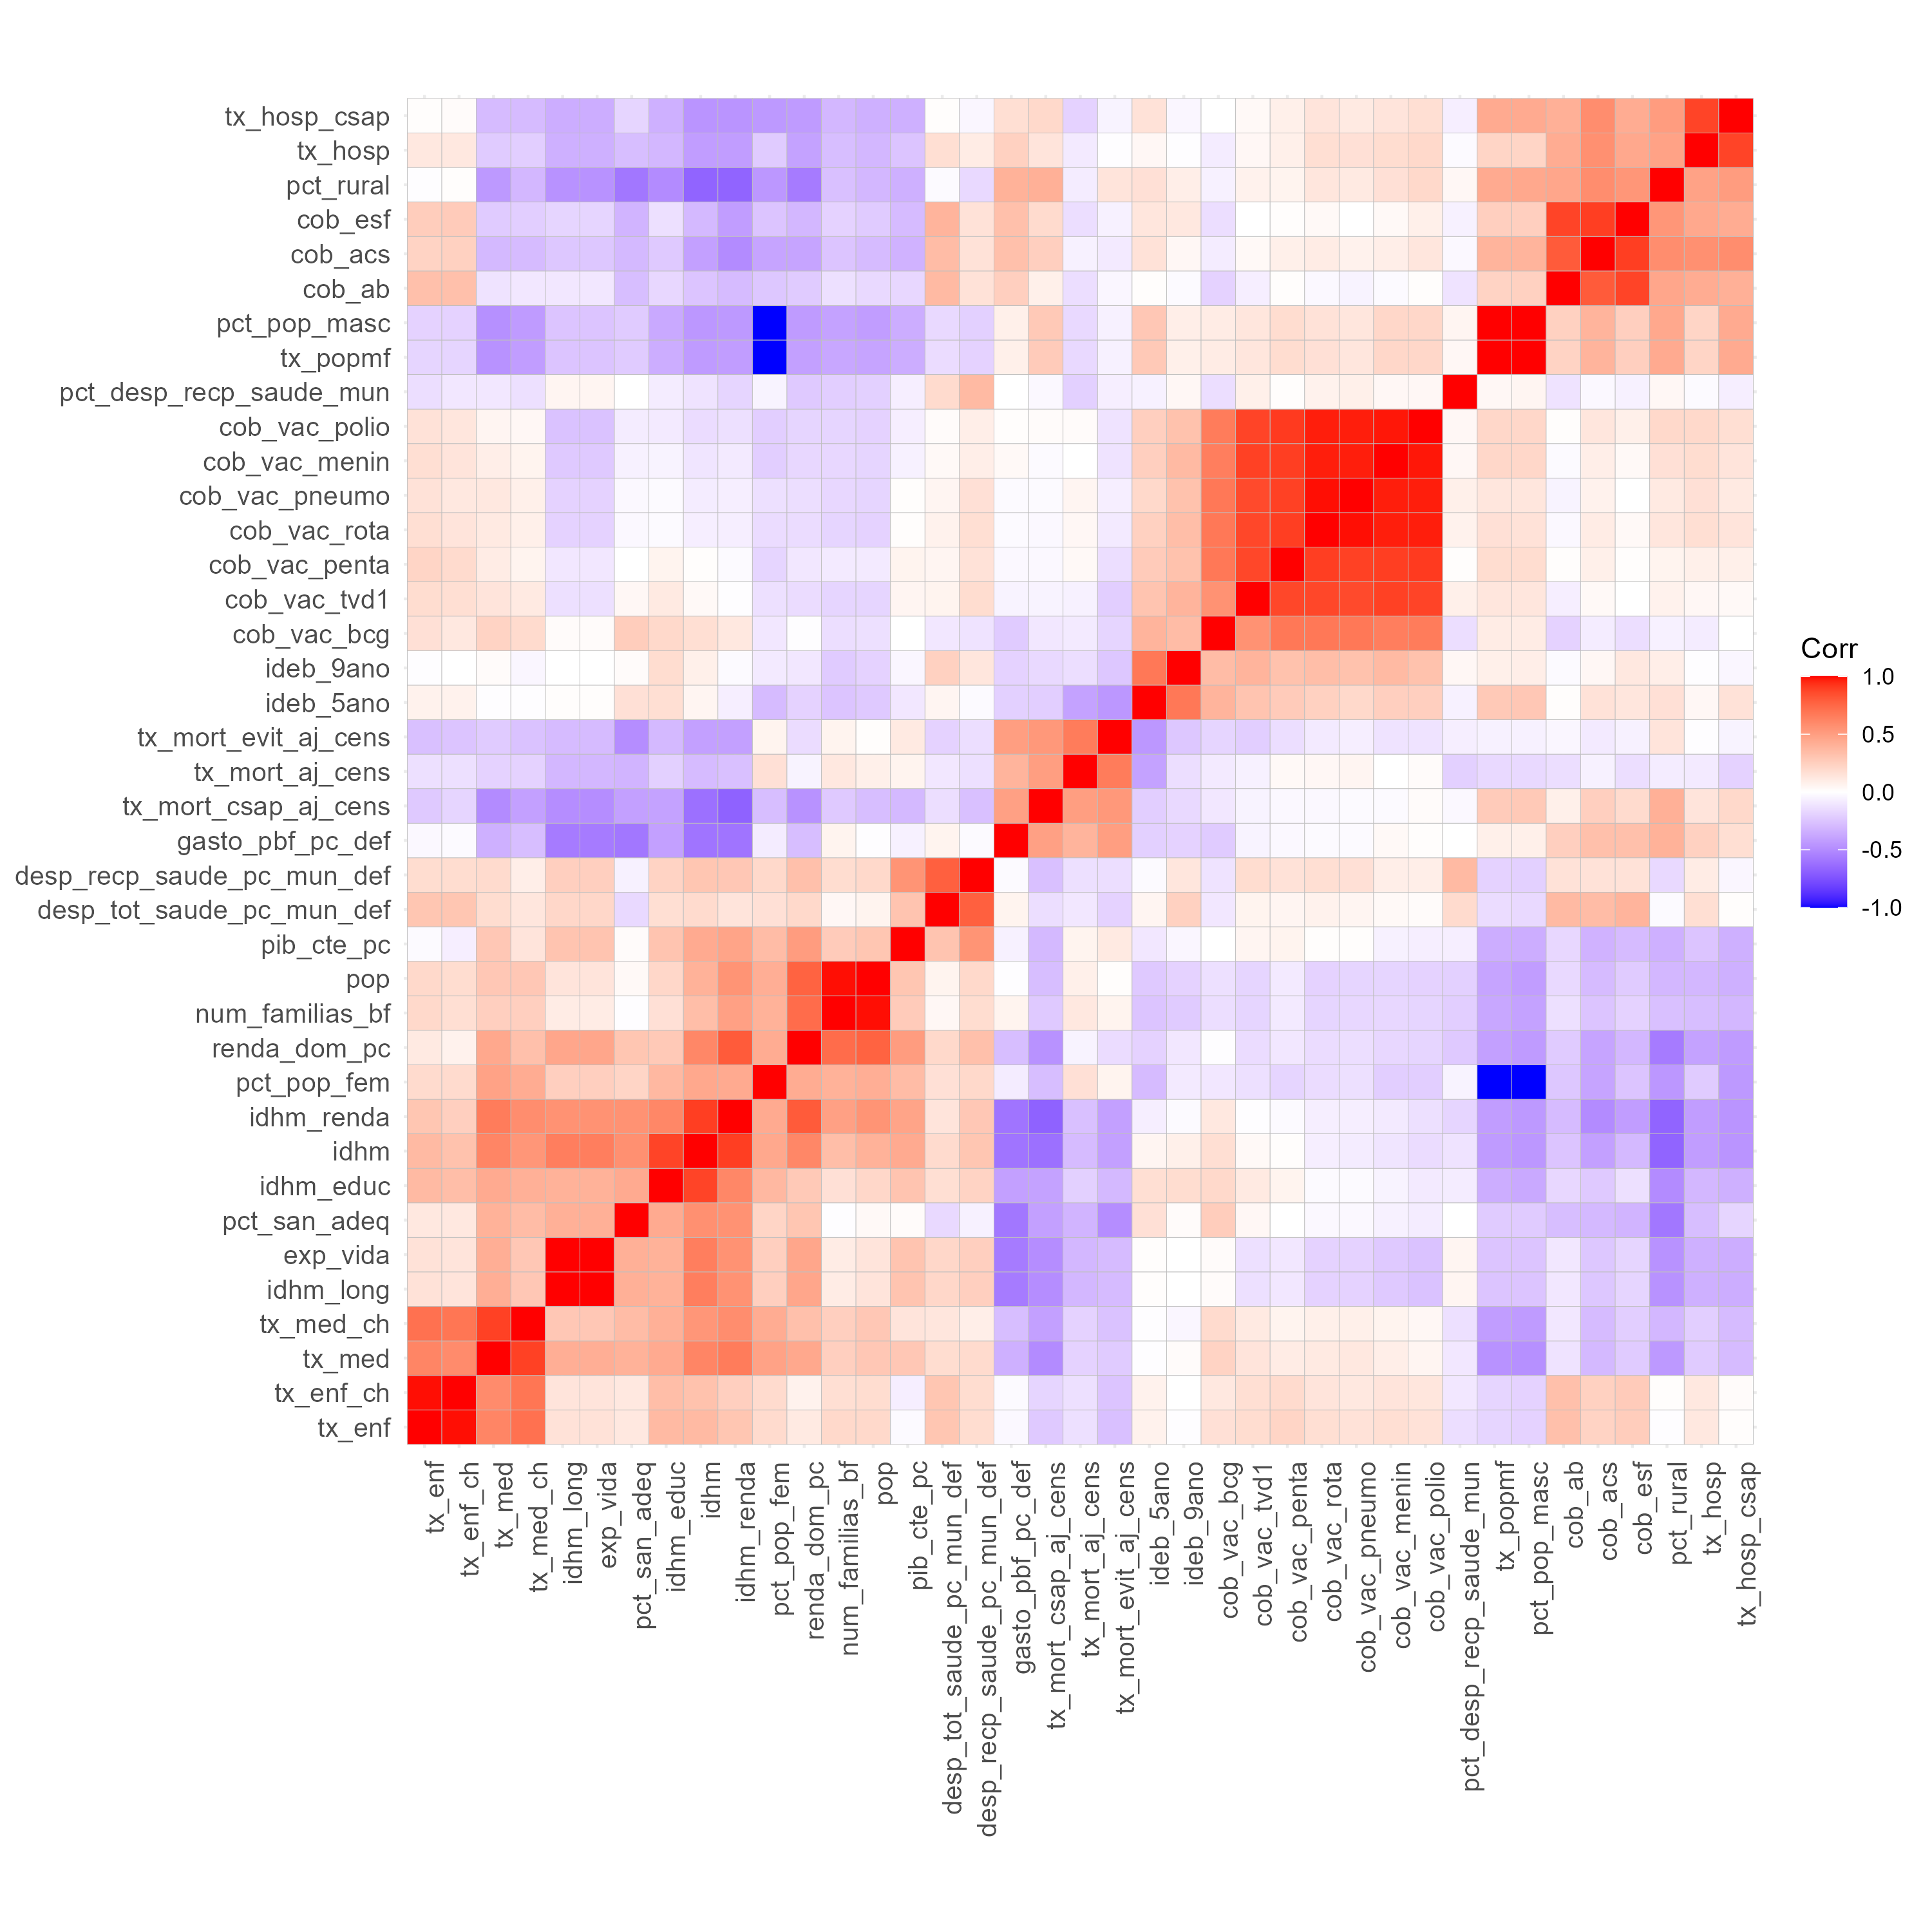 tx_hosp_csap
tx_hosp
pct_rural
cob_esf
cob_acs
cob_ab
pct_pop_masc
tx_popmf
pct_desp_recp_saude_mun
cob_vac_polio
cob_vac_menin
cob_vac_pneumo
cob_vac_rota
cob_vac_penta
cob_vac_tvd1
cob_vac_bcg
ideb_9ano
ideb_5ano
tx_mort_evit_aj_cens
tx_mort_aj_cens
tx_mort_csap_aj_cens
gasto_pbf_pc_def
desp_recp_saude_pc_mun_def
desp_tot_saude_pc_mun_def
pib_cte_pc
pop
num_familias_bf
renda_dom_pc
pct_pop_fem
idhm_renda
idhm
idhm_educ
pct_san_adeq
exp_vida
idhm_long
tx_med_ch
tx_med
tx_enf_ch
tx_enf
tx_enf
tx_enf_ch
tx_med
tx_med_ch
idhm_long
exp_vida
pct_san_adeq
idhm_educ
idhm
idhm_renda
pct_pop_fem
renda_dom_pc
num_familias_bf
pop
pib_cte_pc
desp_tot_saude_pc_mun_def
desp_recp_saude_pc_mun_def
gasto_pbf_pc_def
tx_mort_csap_aj_cens
tx_mort_aj_cens
tx_mort_evit_aj_cens
ideb_5ano
ideb_9ano
cob_vac_bcg
cob_vac_tvd1
cob_vac_penta
cob_vac_rota
cob_vac_pneumo
cob_vac_menin
cob_vac_polio
pct_desp_recp_saude_mun
tx_popmf
pct_pop_masc
cob_ab
cob_acs
cob_esf
pct_rural
tx_hosp
tx_hosp_csap
Corr
1.0
0.5
0.0
-0.5
-1.0